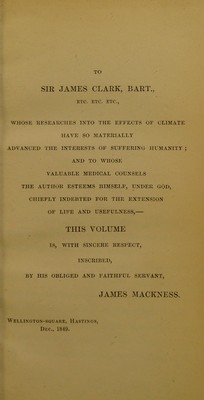 TO
SIR JAMES CLARK, BART.,
ETC. ETC. ETC.,
WHOSE RESEARCHES INTO THE EFFECTS OF CLIMATE
HAVE SO MATERIALLY
ADVANCED THE INTERESTS OF SUFFERING HUMANITY;
AND TO WHOSE
VALUABLE MEDICAL COUNSELS
THE AUTHOR ESTEEMS HIMSELF, UNDER GOD,
CHIEFLY INDEBTED FOR THE EXTENSION
OF LIFE AND USEFULNESS,—
THIS VOLUME
IS, WITH SINCERE RESPECT,
INSCRIBED,
BY HIS OBLIGED AND FAITHFUL SERVANT,
JAMES MACKNESS.
WELLINGTON-SQUARE, HASTINGS,
DEC., 1849.